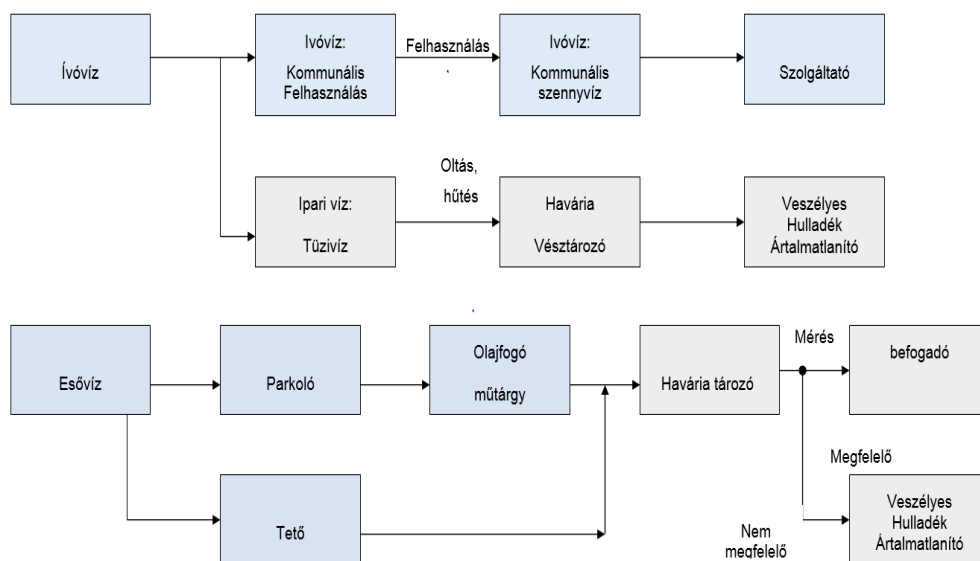 Ívóvíz
Ivóvíz:
Kommunális
Felhasználás
Felhasználás
Ivóvíz:
Kommunális
szennyvíz
Szolgáltató
Ipari víz:
Tüzivíz
Oltás,
hűtés
Havária
Vésztározó
Veszélyes
Hulladék
Ártalmatlanító
Esővíz
Parkoló
Olajfogó
műtárgy
Havária tározó
Mérés
befogadó
Megfelelő
Tető
Nem
megfelelő
Veszélyes
Hulladék
Ártalmatlanító